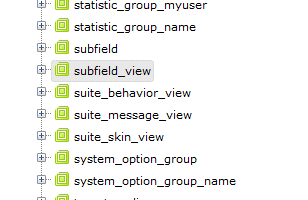 statistic_group_myuser
statistic_group_name
subfield
subfield_view
suite_behavior_view
suite_message_view
suite_skin_view
system_option_group
system_option_group_name